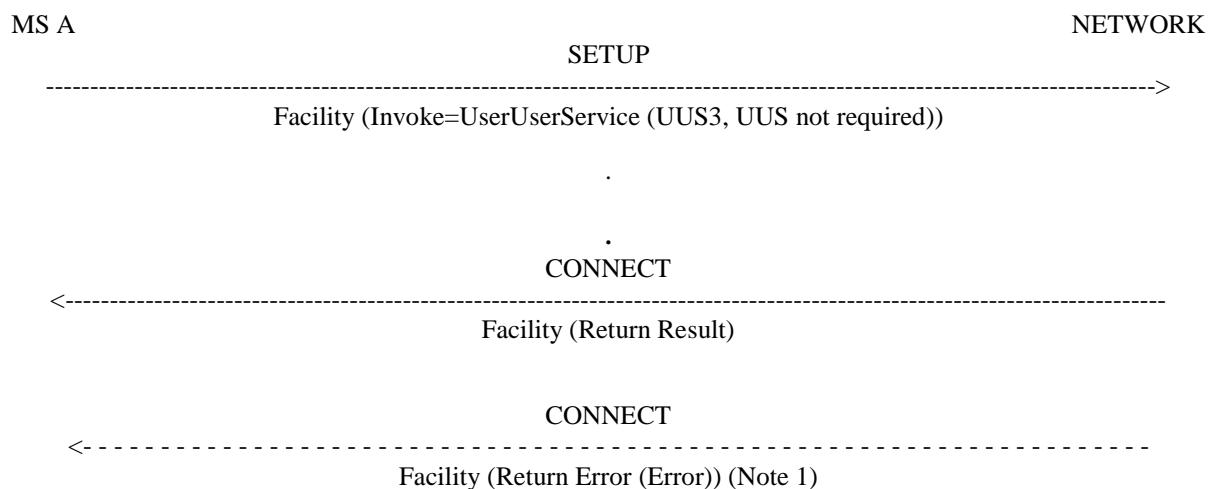 MS A NETWORK
SETUP
------------------------------------------------------------------------------------------------------------------------>
Facility (Invoke=UserUserService (UUS3, UUS not required))
.
.
CONNECT
<------------------------------------------------------------------------------------------------------------------------
Facility (Return Result)
CONNECT
<- - - - - - - - - - - - - - - - - - - - - - - - - - - - - - - - - - - - - - - - - - - - - - - - - - - - - - - - - - - - - - - - - - - - - -
Facility (Return Error (Error)) (Note 1)